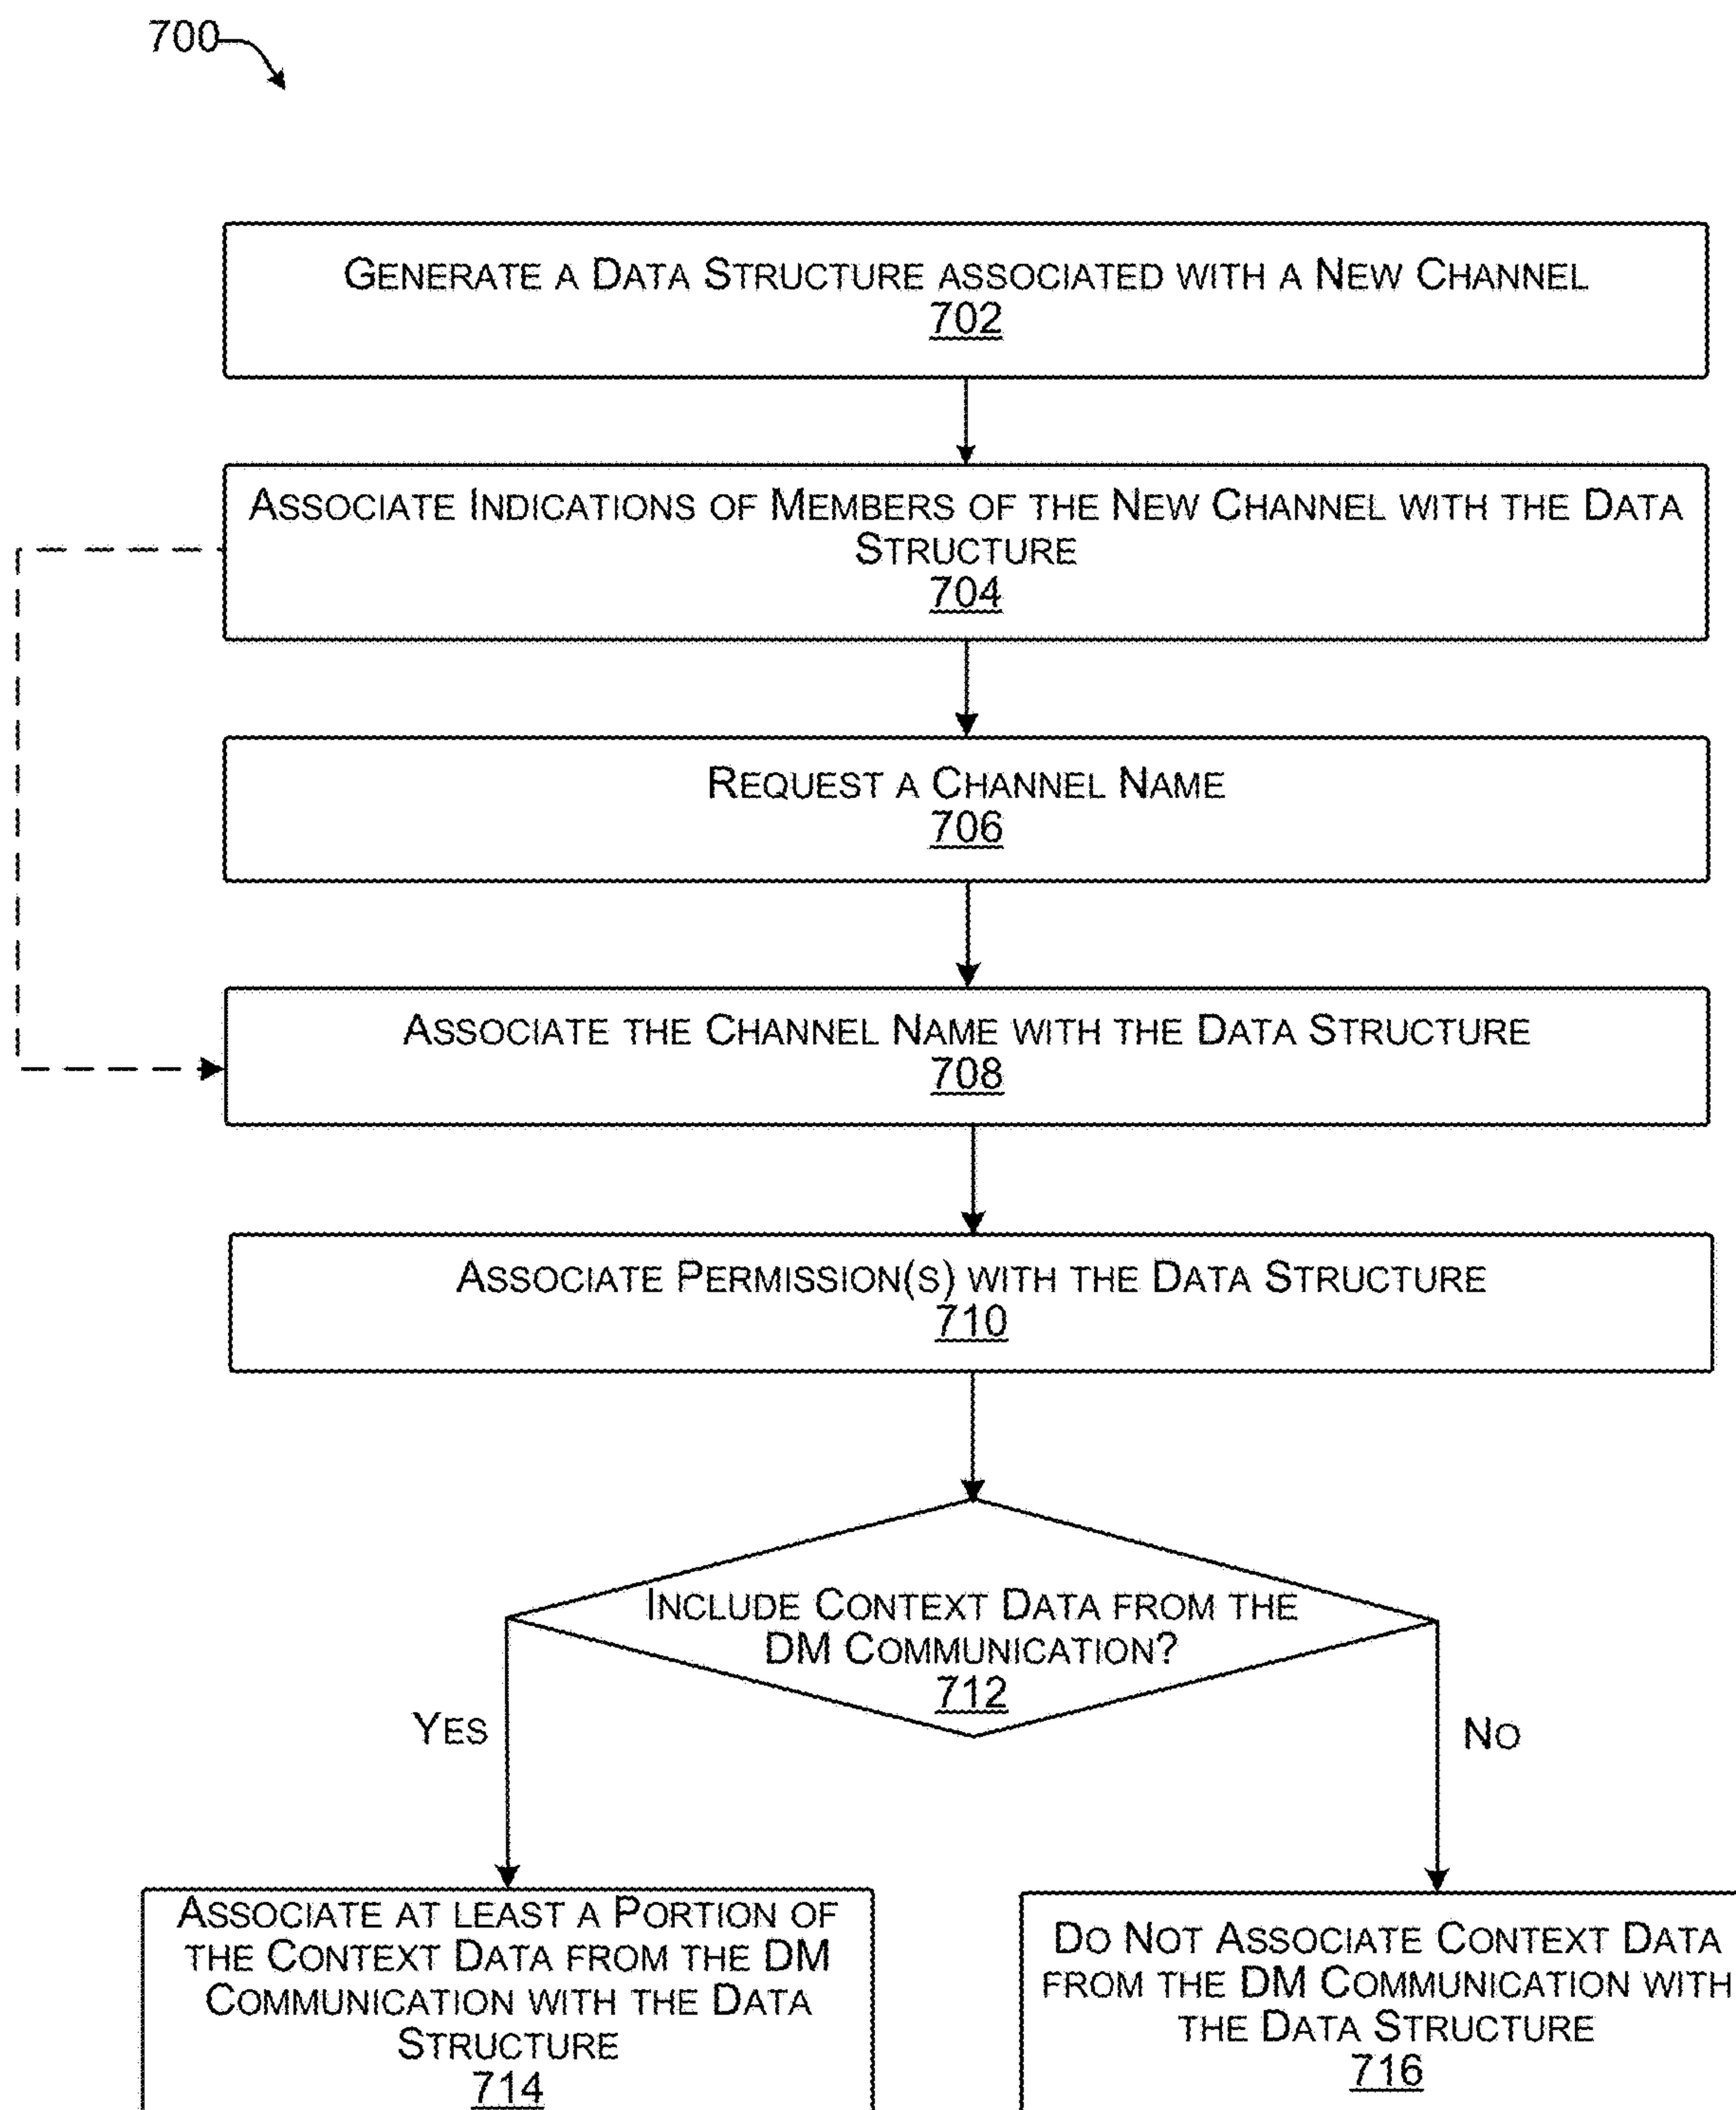 700
GENERATE A DATA STRUCTURE ASSOCIATED WITH A NEW CHANNEL
702
ASSOCIATE INDICATIONS OF MEMBERS OF THE NEW CHANNEL WITH THE DATA
STRUCTURE
704
REQUEST A CHANNEL NAME
706
ASSOCIATE THE CHANNEL NAME WITH THE DATA STRUCTURE
708
ASSOCIATE PERMISSION(S) WITH THE DATA STRUCTURE
710
INCLUDE CONTEXT DATA FROM THE
DM COMMUNICATION?
712
YES
NO
ASSOCIATE AT LEAST A PORTION OF
THE CONTEXT DATA FROM THE DM
COMMUNICATION WITH THE DATA
STRUCTURE
714
DO NOT ASSOCIATE CONTEXT DATA
FROM THE DM COMMUNICATION WITH
THE DATA STRUCTURE
716